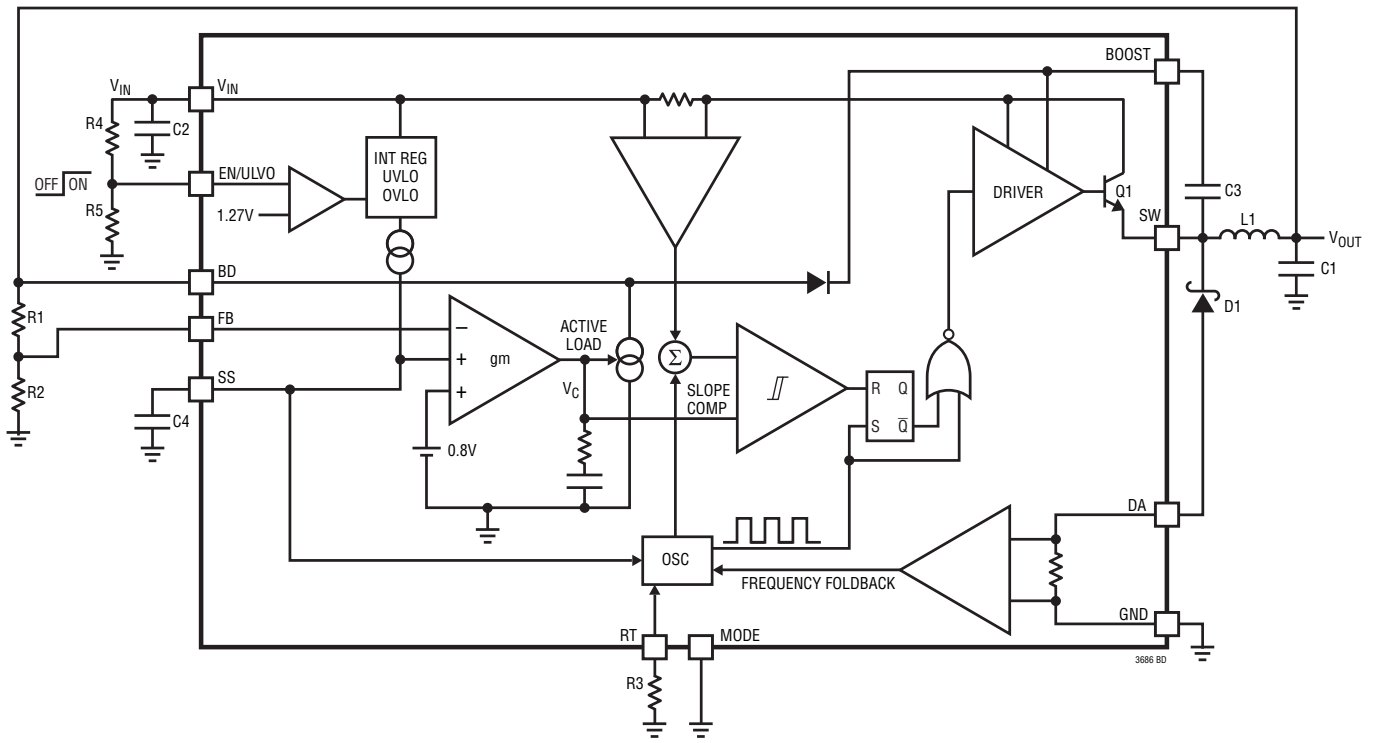 BOOST
VIN
VIN
R4
C2
INT REG
UVLO
OVLO
EN/ULVO
OFF
ON
DRIVER
Q1
C3
R5
1.27V
SW
L1
VOUT
BD
C1
R1
FB
D1
ACTIVE
LOAD
–
+
gm
+
Σ
SS
VC
SLOPE
COMP
R
Q
R2
C4
S
Q̅
0.8V
DA
OSC
FREQUENCY FOLDBACK
GND
RT
MODE
3686 BD
R3